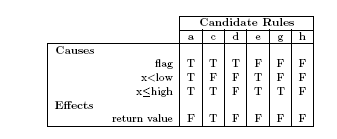 Candidate Rules
a c d e g h
Causes
flag T T T F F F
x<low T F F T F F
x≤high T T F T T F
Effects
return value F T F F F F